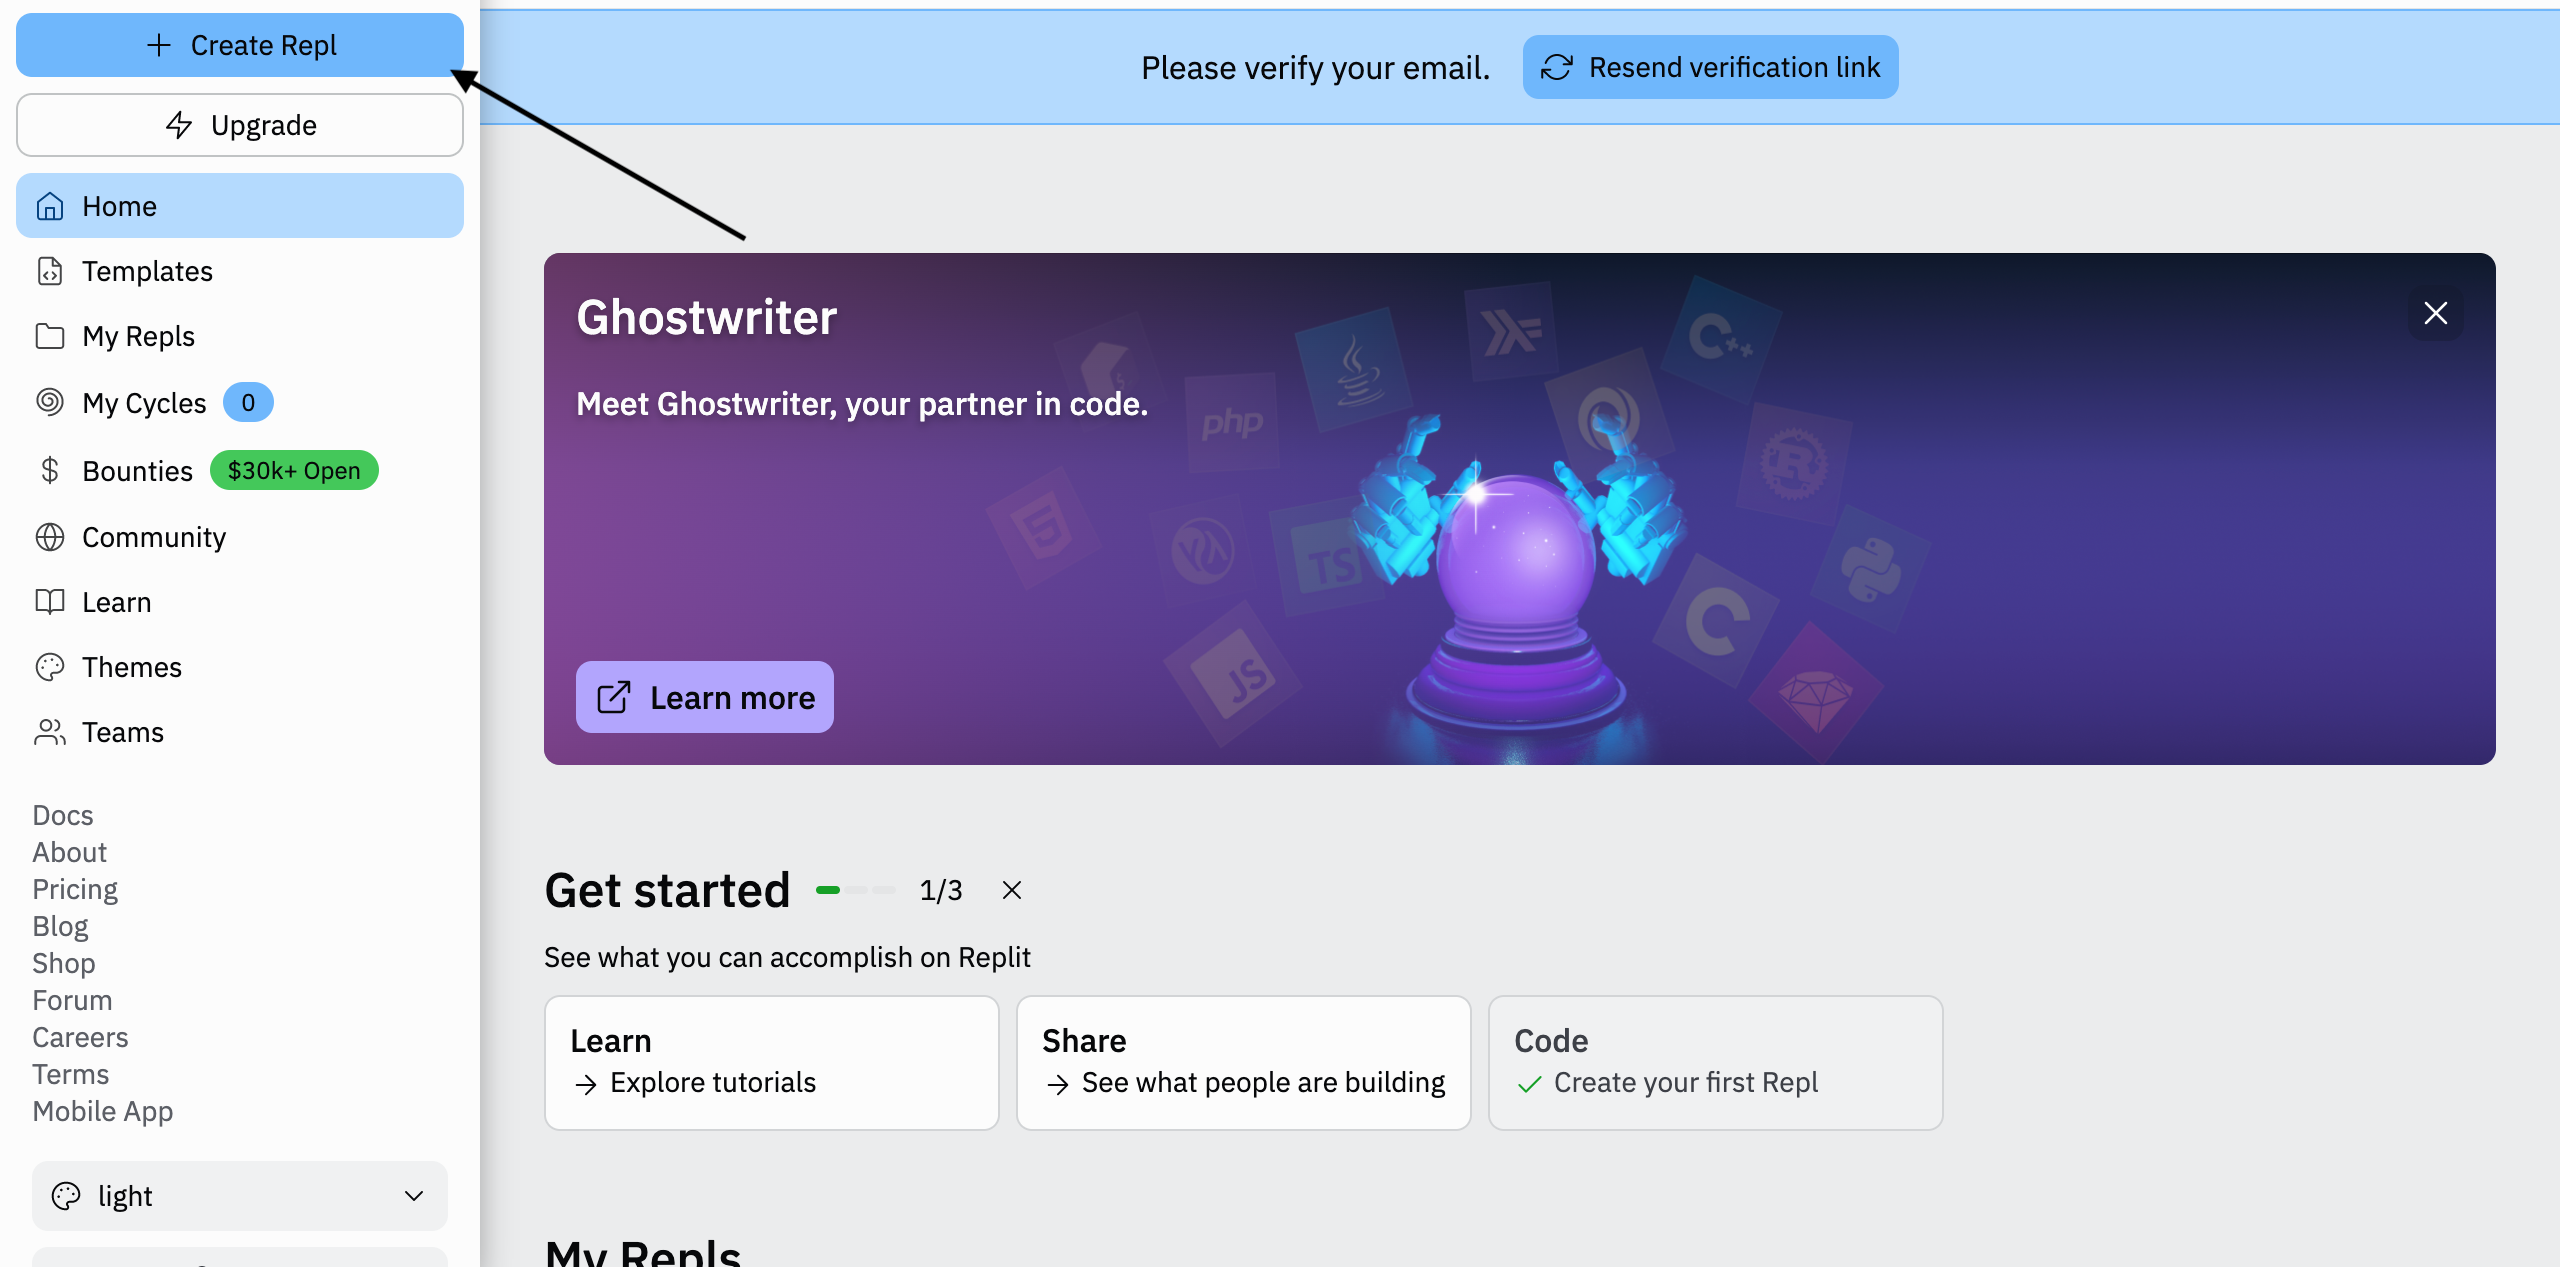 Create Repl
Upgrade
Home
Templates
My Repls
My Cycles 0
Bounties $30k+ Open
Community
Learn
Themes
Teams
Docs
About
Pricing
Blog
Shop
Forum
Careers
Terms
Mobile App
light
Please verify your email. Resend verification link
Ghostwriter
Meet Ghostwriter, your partner in code.
Learn more
5
php
C++
R
5
TS
C
JS
Get started 1/3
See what you can accomplish on Replit
Learn
Explore tutorials
Share
See what people are building
Code
Create your first Repl
My Repls